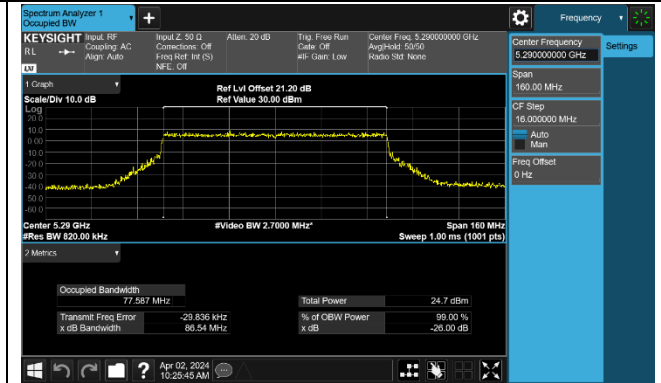 Spectrum Analyzer 1
Occupied BW
+
Frequency
KEYSIGHT
RL
LXI
Input: RF
Coupling: AC
Align: Auto
Input Z: 50 Ω
Corrections: Off
Freq Ref: Int (S)
NFE: Off
Atten: 20 dB
Trig: Free Run
Gate: Off
#IF Gain: Low
Center Freq: 5.290000000 GHz
Avg|Hold: 50/50
Radio Std: None
Center Frequency
5.290000000 GHz
Settings
Span
160.00 MHz
CF Step
16.000000 MHz
Auto
Man
Freq Offset
0 Hz
1 Graph
Scale/Div 10.0 dB
Ref Lvl Offset 21.20 dB
Ref Value 30.00 dBm
Log
20.0
10.0
0.00
-10.0
-20.0
-30.0
-40.0
-50.0
-60.0
Center 5.29 GHz
#Video BW 2.7000 MHz*
Span 160 MHz
#Res BW 820.00 kHz
Sweep 1.00 ms (1001 pts)
2 Metrics
Occupied Bandwidth
77.587 MHz
Total Power 24.7 dBm
Transmit Freq Error -29.836 kHz
% of OBW Power 99.00 %
x dB Bandwidth 86.54 MHz
x dB -26.00 dB
?
Apr 02, 2024
10:25:45 AM